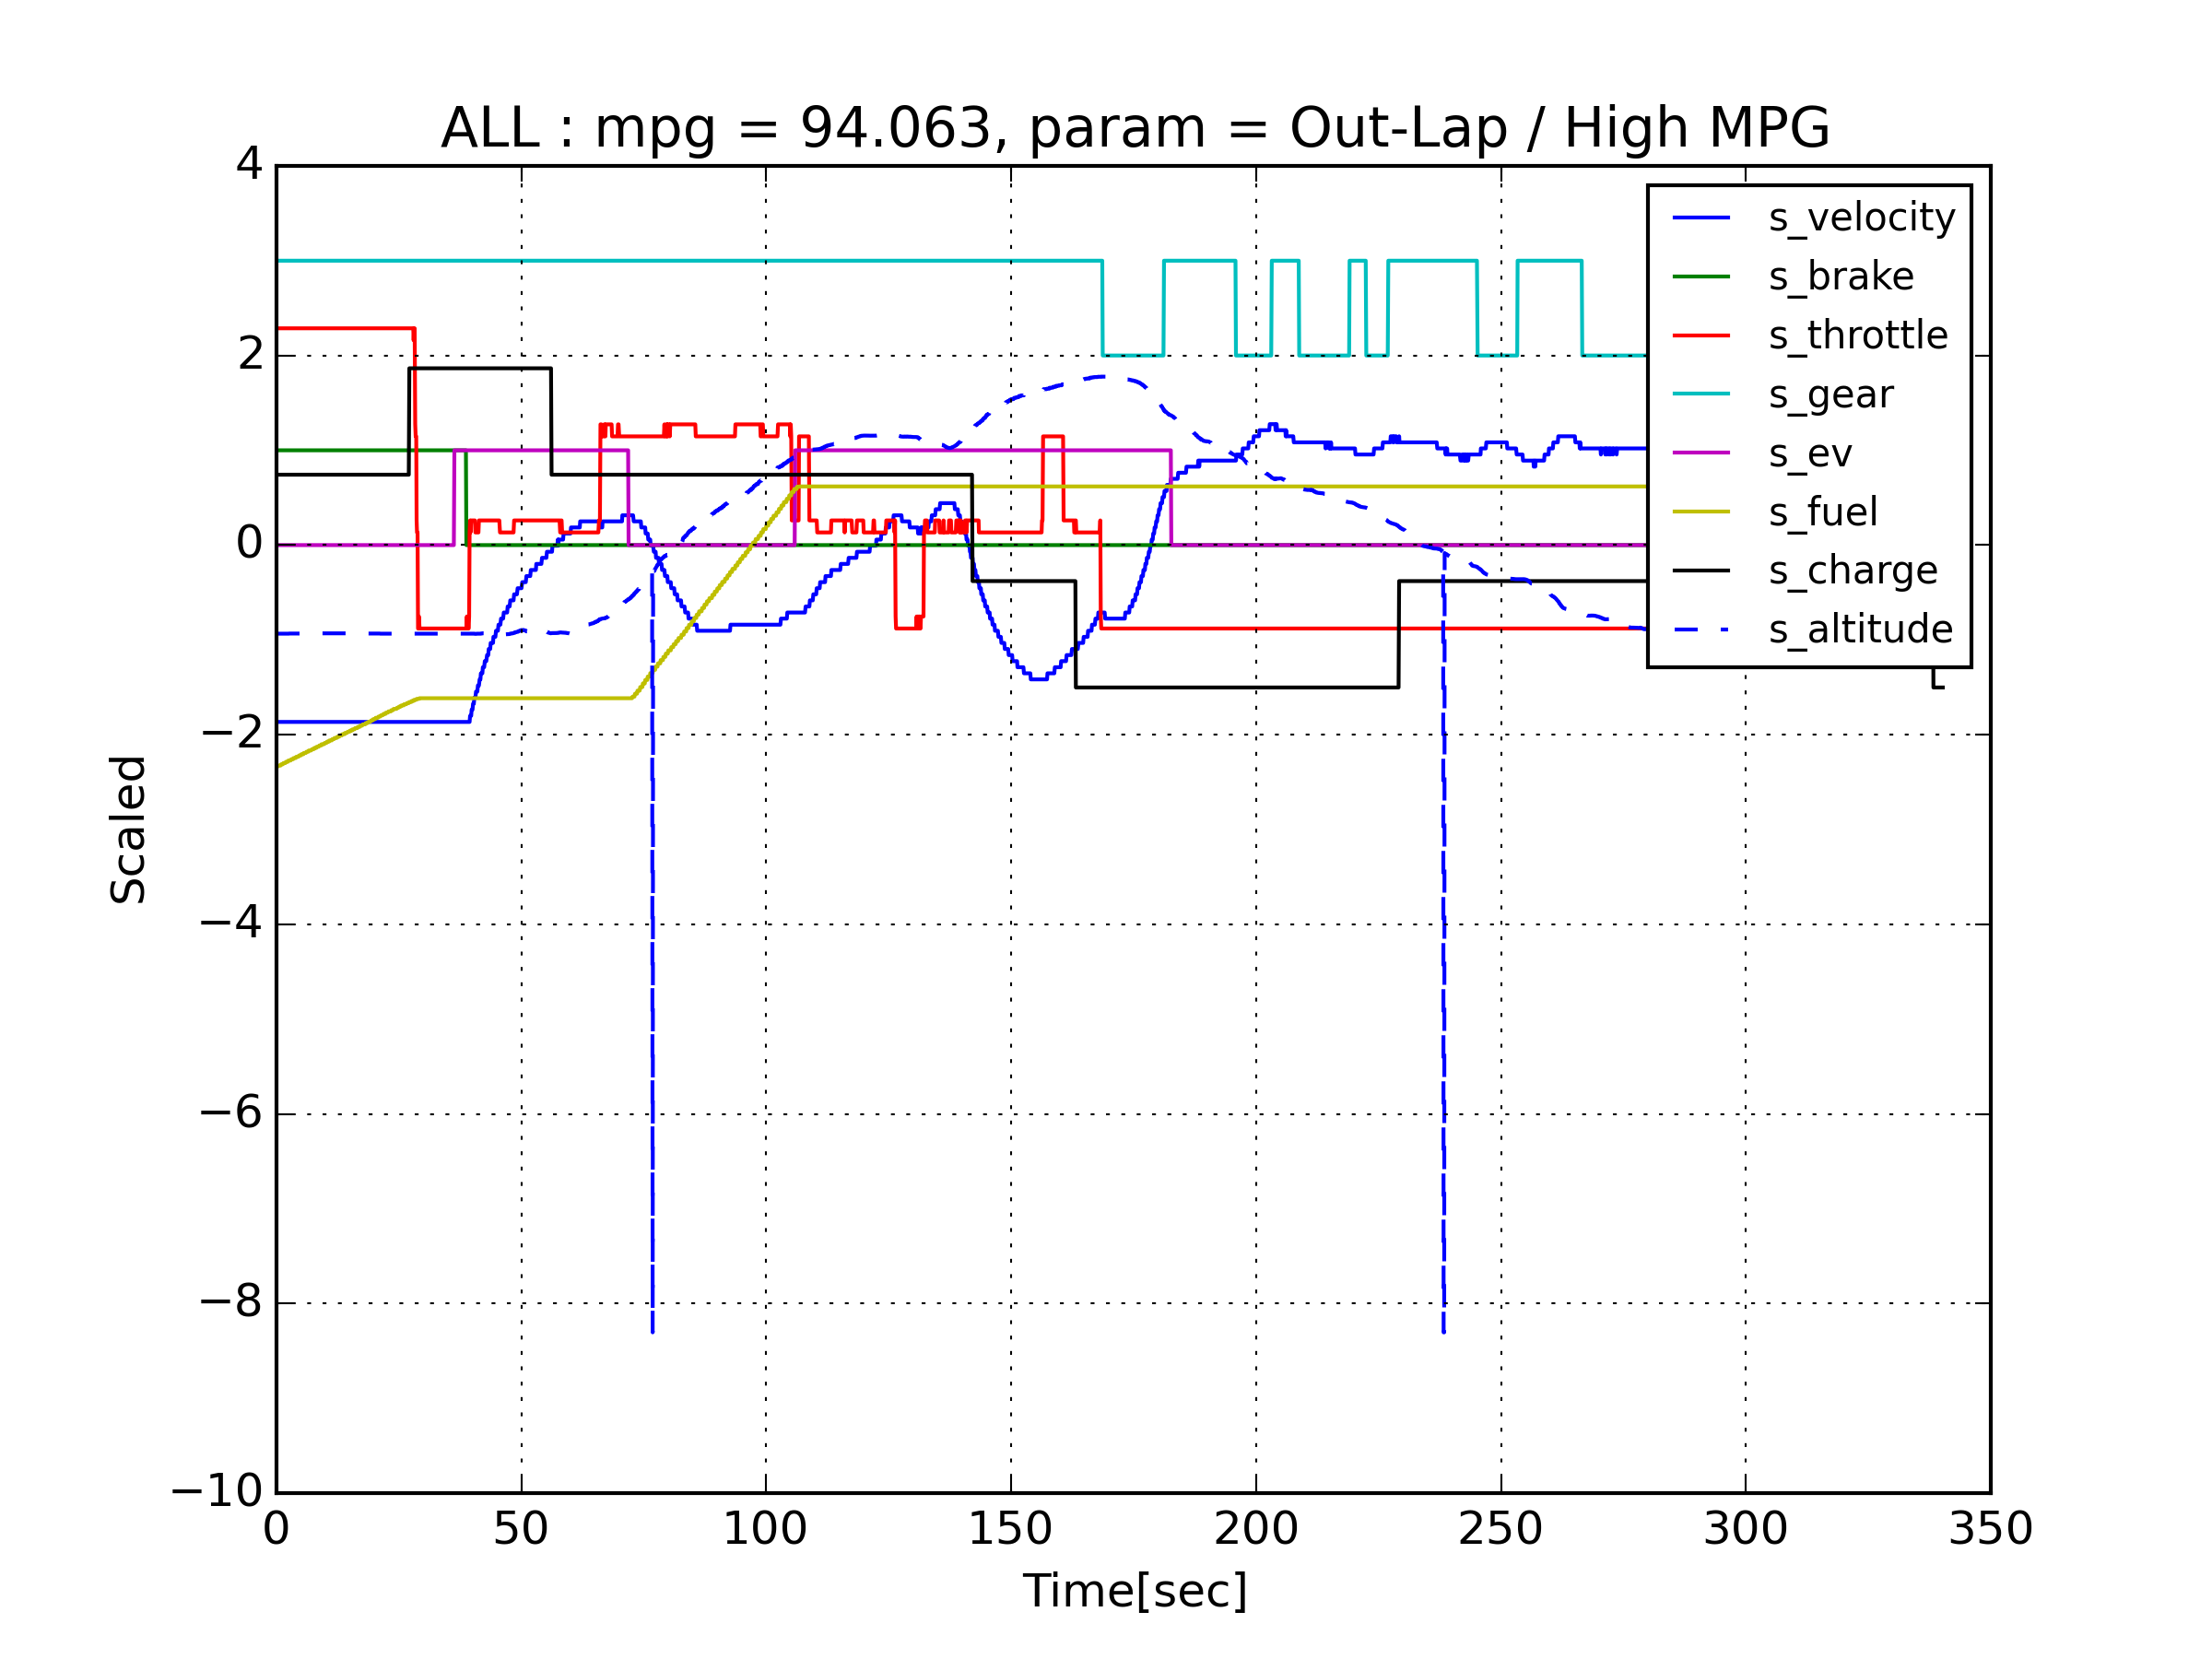 ALL : mpg = 94.063, param = Out-Lap / High MPG
4
2
0
−2
−4
−6
−8
−10
Scaled
s_velocity
s_brake
s_throttle
s_gear
s_ev
s_fuel
s_charge
s_altitude
0 50 100 150 200 250 300 350
Time[sec]